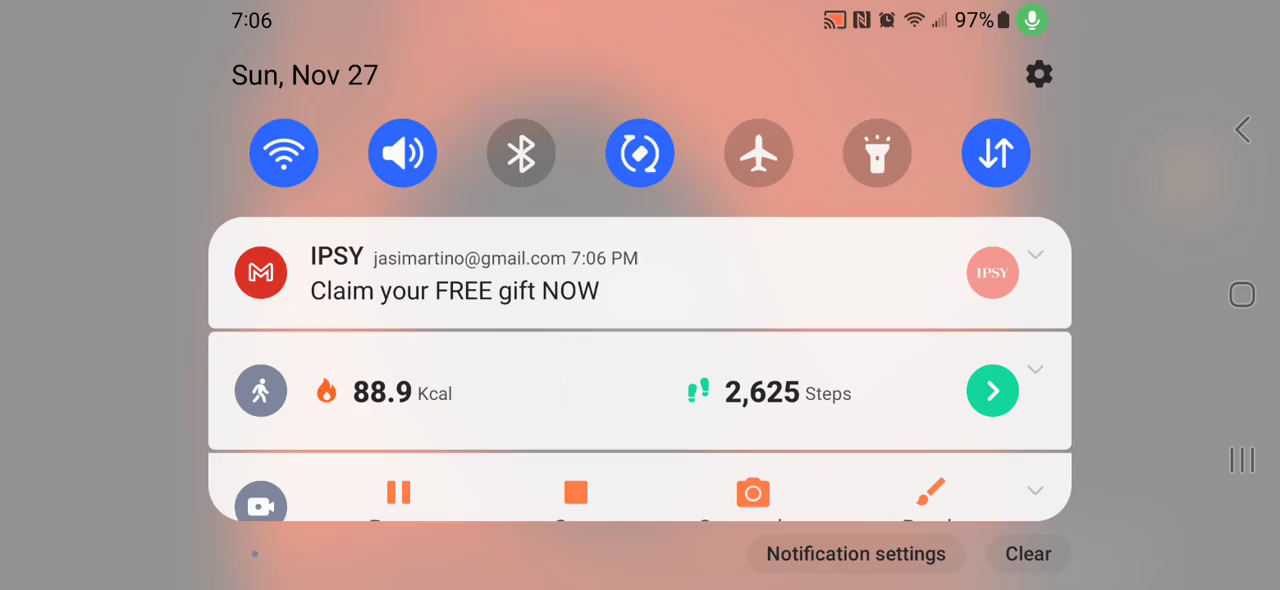 7:06
97%
Sun, Nov 27
IPSY jasimartino@gmail.com 7:06 PM
Claim your FREE gift NOW
IPSY
88.9 Kcal
2,625 Steps
Notification settings
Clear